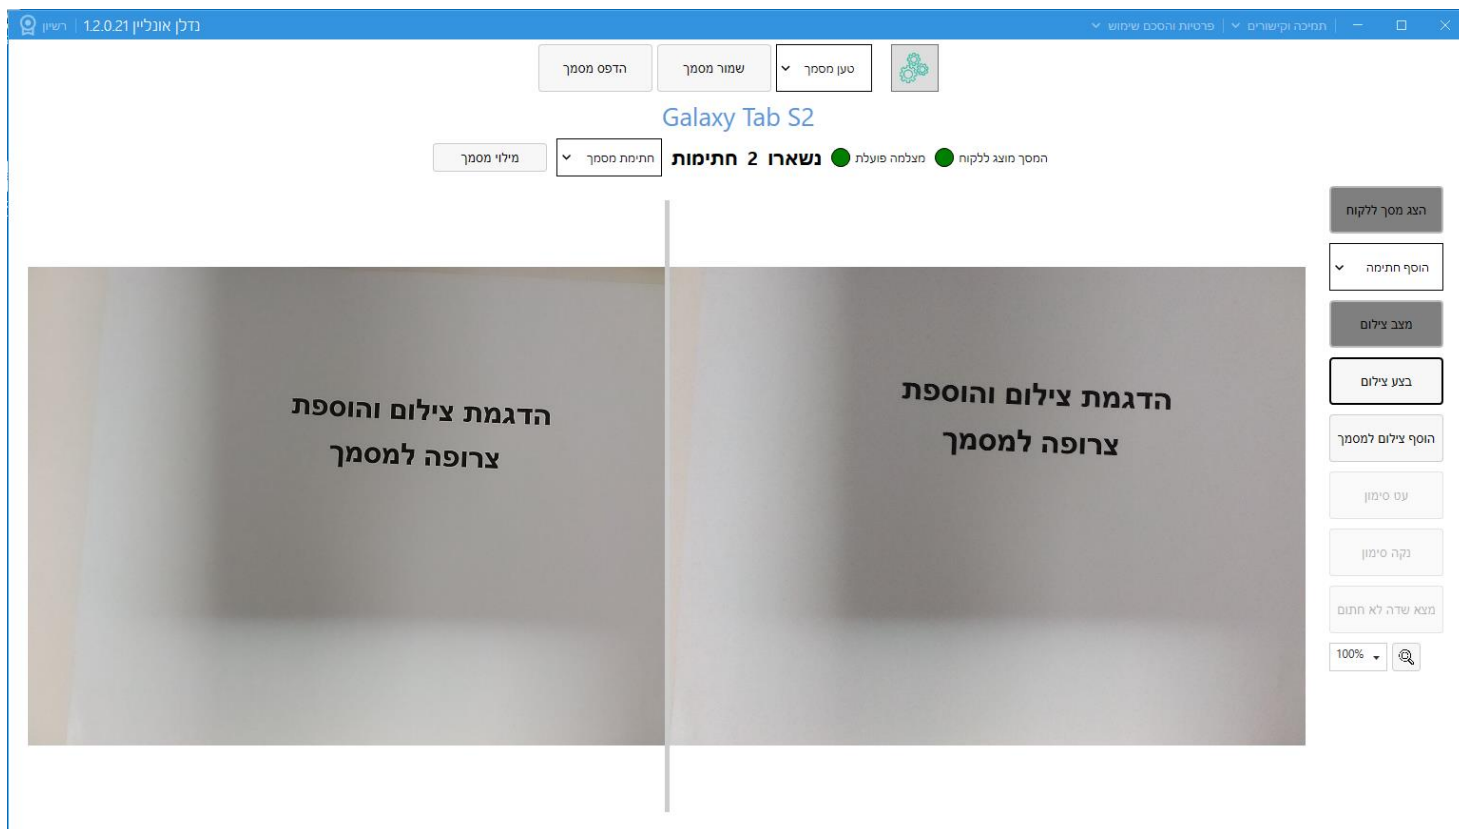 נדלן אונליין 1.2.0.21 | רשיון
תמיכה וקישורים | פרטיות והסכם שימוש
טען מסמך
שמור מסמך
הדפס מסמך
Galaxy Tab S2
המסך מוצג ללקוח
מצלמה פועלת
נשארו 2 חתימות
חתימת מסמך
מילוי מסמך
הצג מסך ללקוח
הוסף חתימה
מצב צילום
בצע צילום
הוסף צילום למסמך
עט סימון
נקה סימון
מצא שדה לא חתום
100%
הדגמת צילום והוספת
צרופה למסמך
הדגמת צילום והוספת
צרופה למסמך